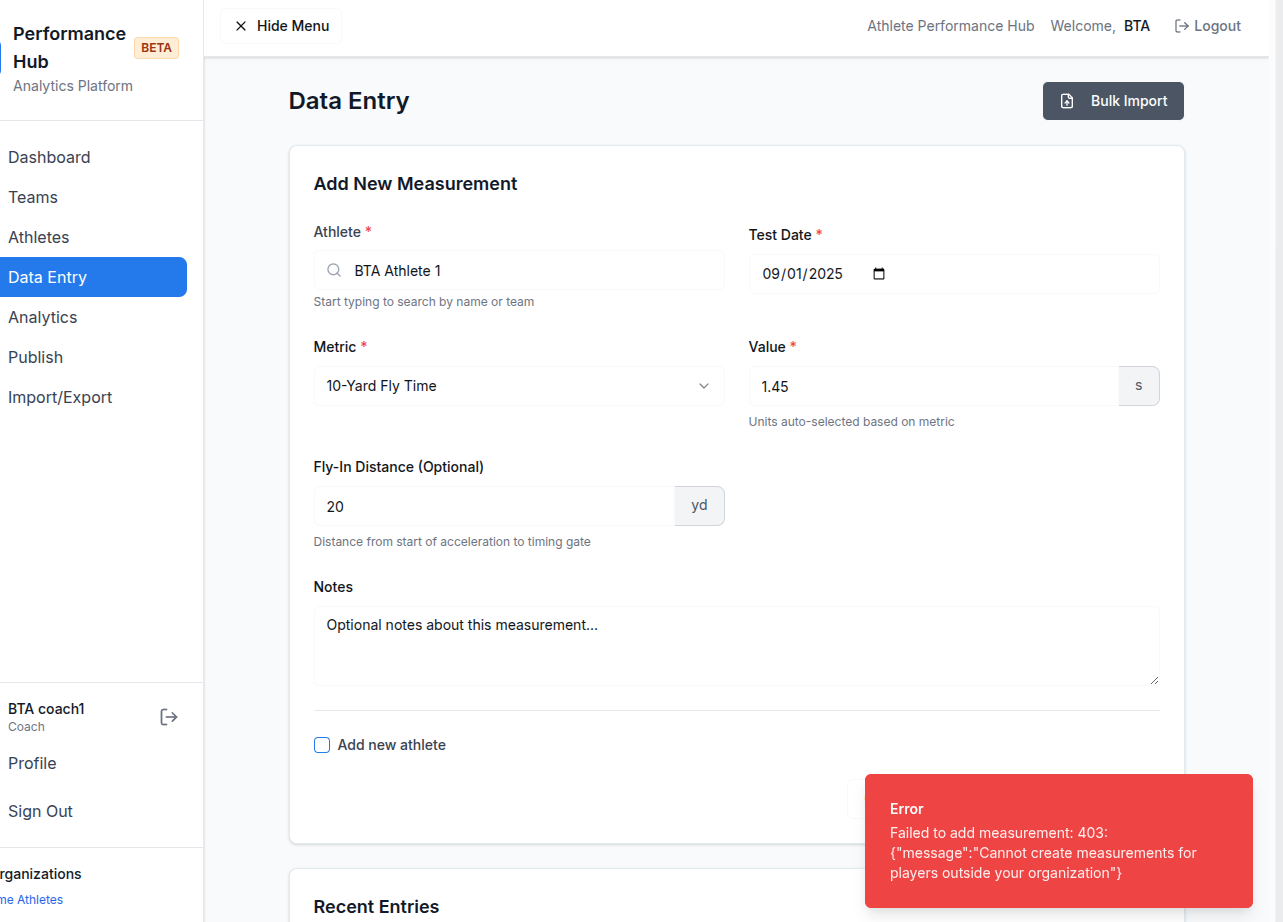 Performance
Hub
BETA
Analytics Platform
Hide Menu
Athlete Performance Hub
Welcome, BTA
Logout
Dashboard
Teams
Athletes
Data Entry
Analytics
Publish
Import/Export
BTA coach1
Coach
Profile
Sign Out
rganizations
me Athletes
Data Entry
Bulk Import
Add New Measurement
Athlete *
BTA Athlete 1
Start typing to search by name or team
Test Date *
09/01/2025
Metric *
10-Yard Fly Time
Value *
1.45
s
Units auto-selected based on metric
Fly-In Distance (Optional)
20
yd
Distance from start of acceleration to timing gate
Notes
Optional notes about this measurement...
Add new athlete
Recent Entries
Error
Failed to add measurement: 403:
{"message":"Cannot create measurements for
players outside your organization"}